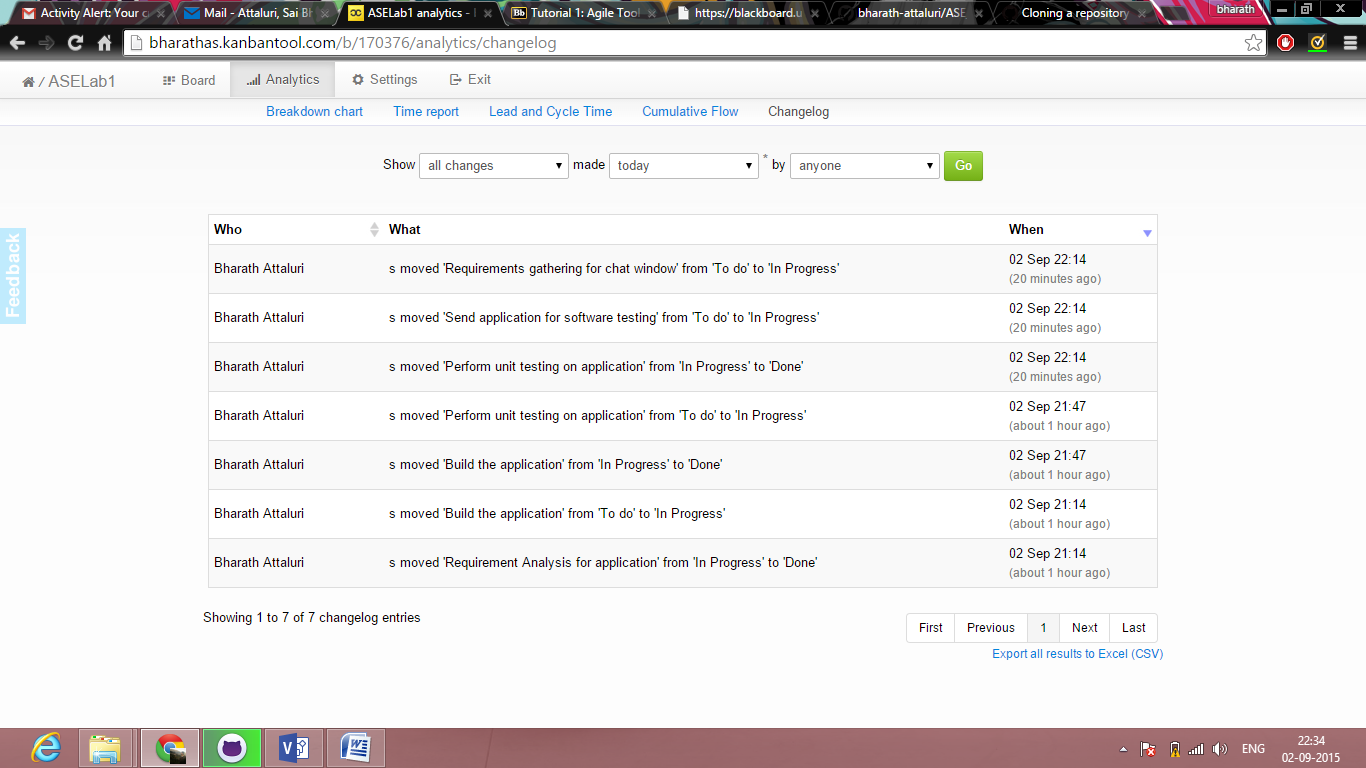 Activity Alert: Your c
Mail - Attaluri, Sai Bh
ASELab1 analytics -
Bb Tutorial 1: Agile Tool
https://blackboard.u
bharath-attaluri/ASE
Cloning a repository
bharath
bharathas.kanbantool.com/b/170376/analytics/changelog
/ ASELab1 Board Analytics Settings Exit
Breakdown chart Time report Lead and Cycle Time Cumulative Flow Changelog
Show all changes made today * by anyone Go
Feedback
Who What When
Bharath Attaluri s moved 'Requirements gathering for chat window' from 'To do' to 'In Progress' 02 Sep 22:14
(20 minutes ago)
Bharath Attaluri s moved 'Send application for software testing' from 'To do' to 'In Progress' 02 Sep 22:14
(20 minutes ago)
Bharath Attaluri s moved 'Perform unit testing on application' from 'In Progress' to 'Done' 02 Sep 22:14
(20 minutes ago)
Bharath Attaluri s moved 'Perform unit testing on application' from 'To do' to 'In Progress' 02 Sep 21:47
(about 1 hour ago)
Bharath Attaluri s moved 'Build the application' from 'In Progress' to 'Done' 02 Sep 21:47
(about 1 hour ago)
Bharath Attaluri s moved 'Build the application' from 'To do' to 'In Progress' 02 Sep 21:14
(about 1 hour ago)
Bharath Attaluri s moved 'Requirement Analysis for application' from 'In Progress' to 'Done' 02 Sep 21:14
(about 1 hour ago)
Showing 1 to 7 of 7 changelog entries
First Previous 1 Next Last
Export all results to Excel (CSV)
ENG
22:34
02-09-2015